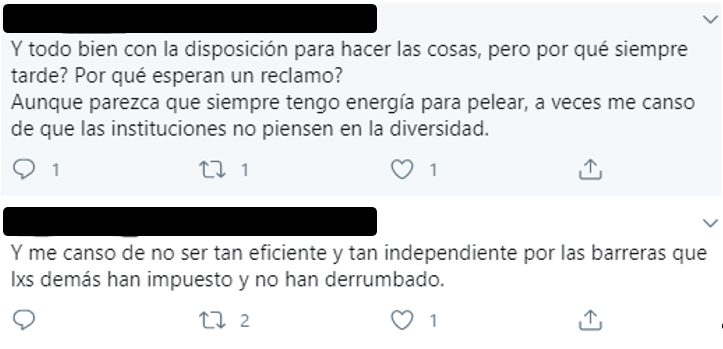 Y todo bien con la disposición para hacer las cosas, pero por qué siempre
tarde? Por qué esperan un reclamo?
Aunque parezca que siempre tengo energía para pelear, a veces me canso
de que las instituciones no piensen en la diversidad.
1 1 1
Y me canso de no ser tan eficiente y tan independiente por las barreras que
lxs demás han impuesto y no han derrumbado.
2 1